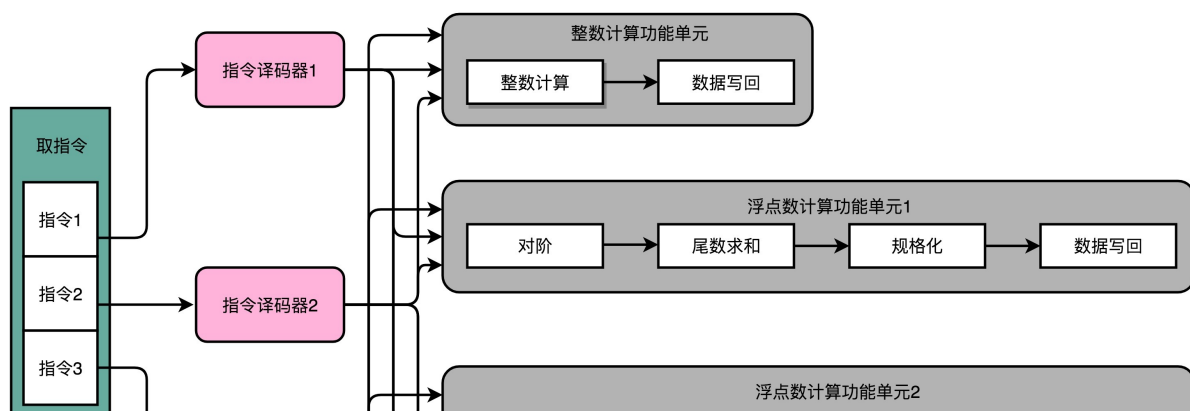 整数计算功能单元
指令译码器1
整数计算
数据写回
取指令
指令1
浮点数计算功能单元1
对阶
尾数求和
规格化
数据写回
指令2
指令译码器2
指令3
浮点数计算功能单元2